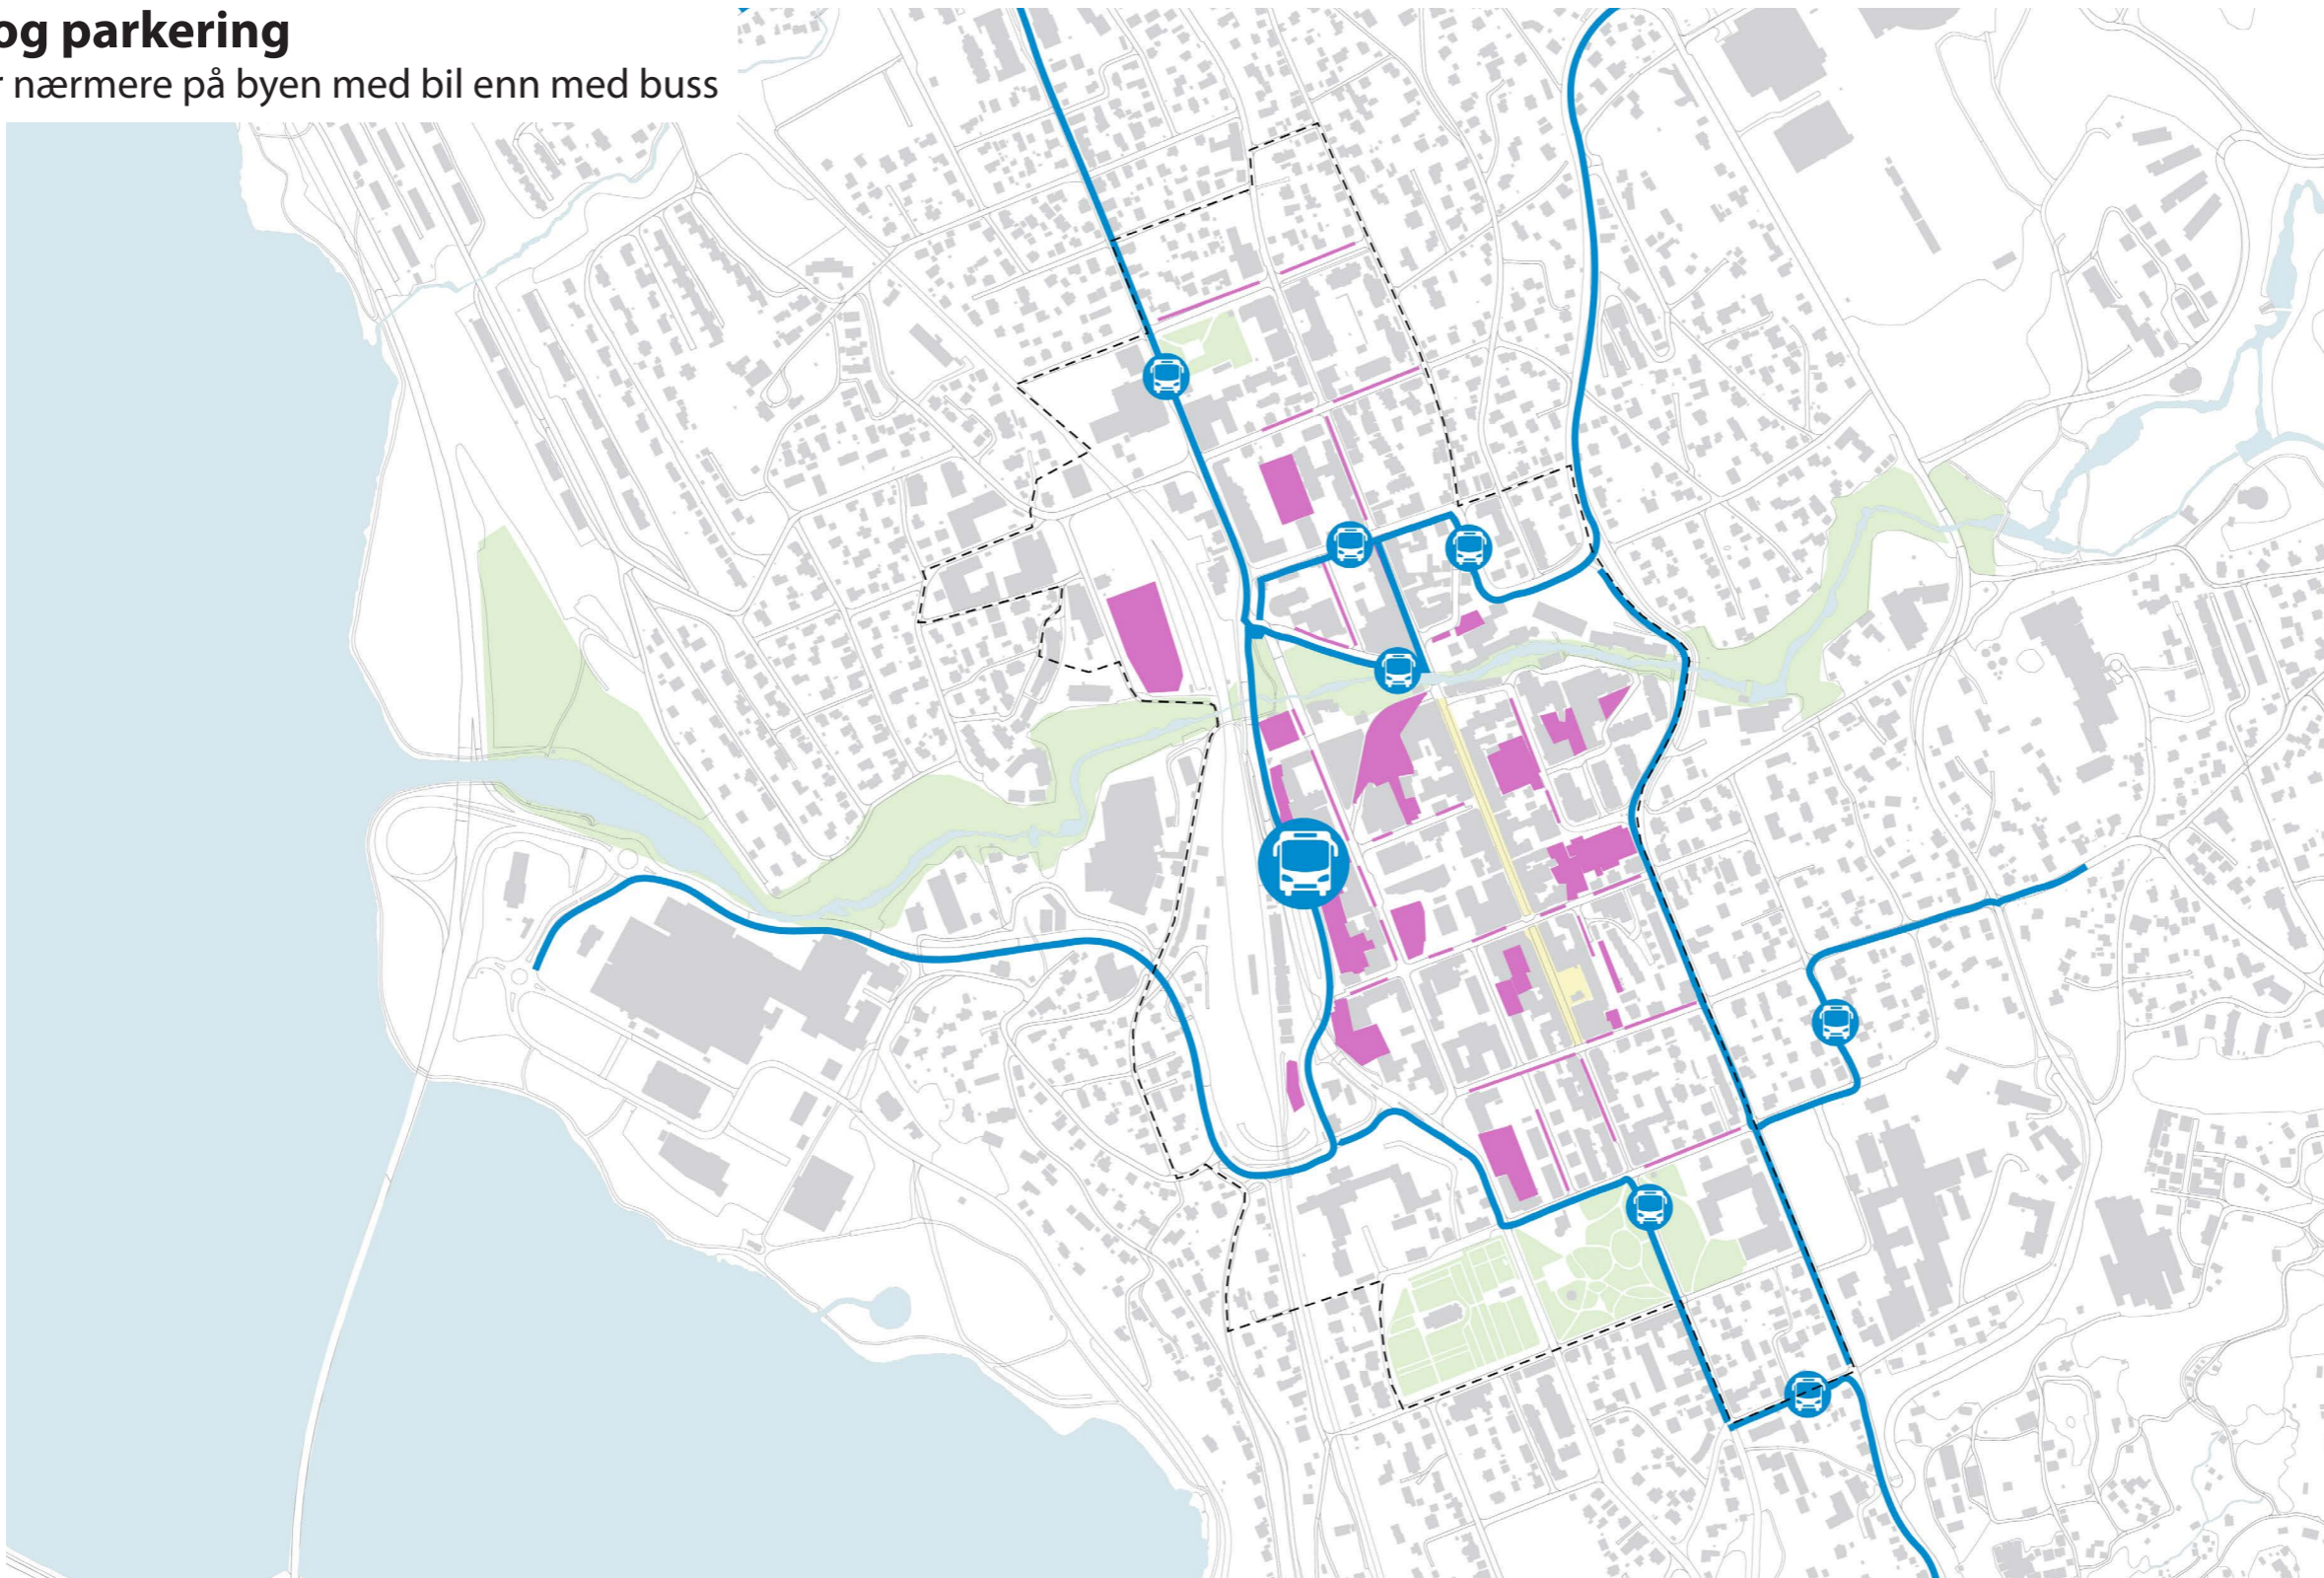 og parkering
nærmere på byen med bil enn med buss